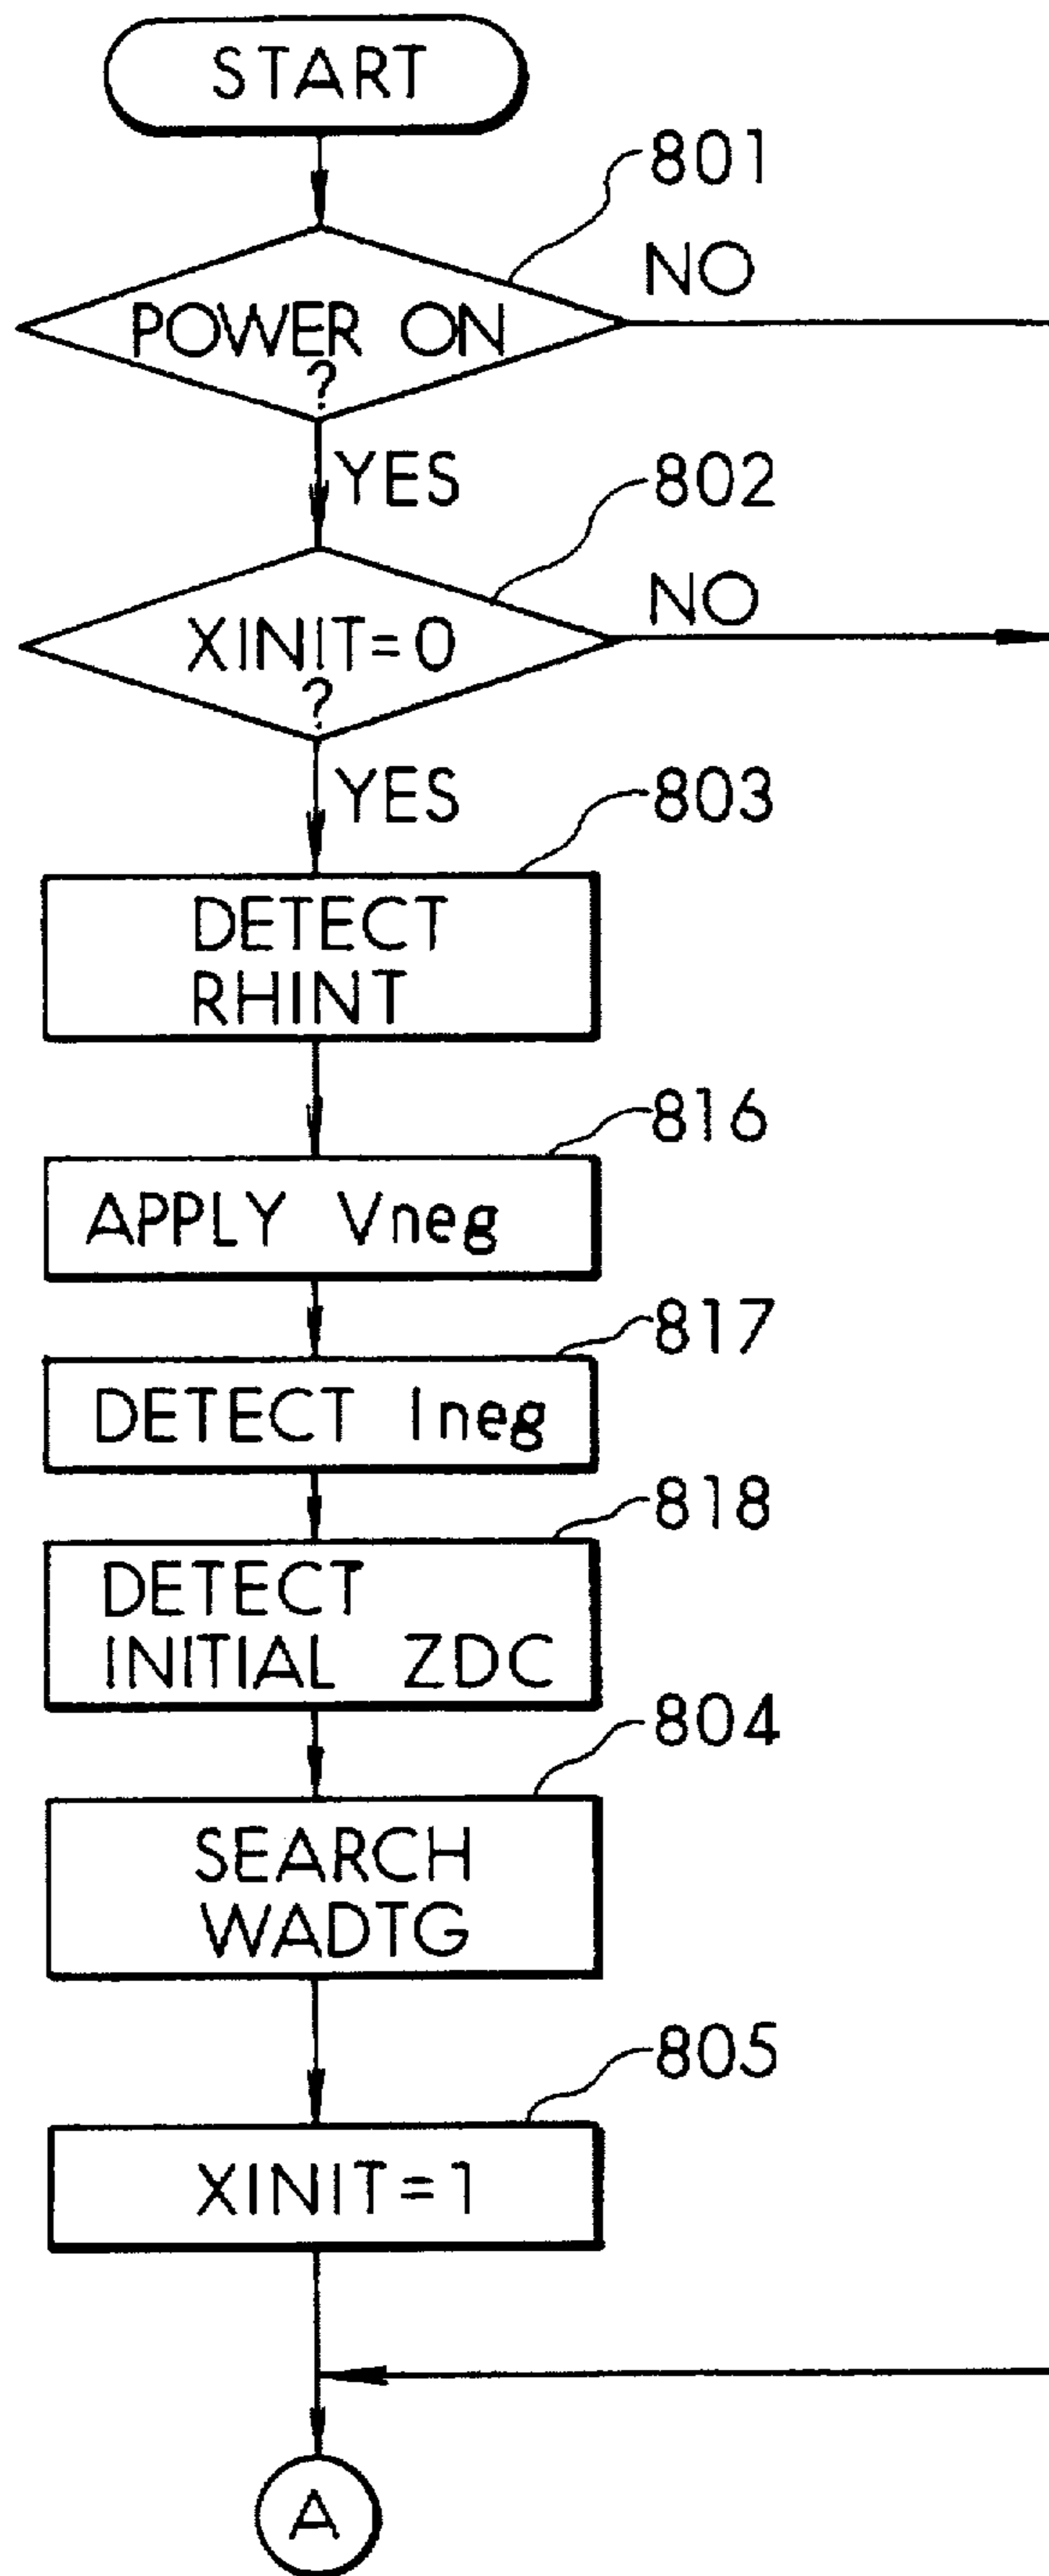 START
801
NO
POWER ON
?
YES
802
NO
XINIT=0
?
YES
803
DETECT
RHINT
816
APPLY Vneg
817
DETECT Ineg
818
DETECT
INITIAL ZDC
804
SEARCH
WADTG
805
XINIT=1
A